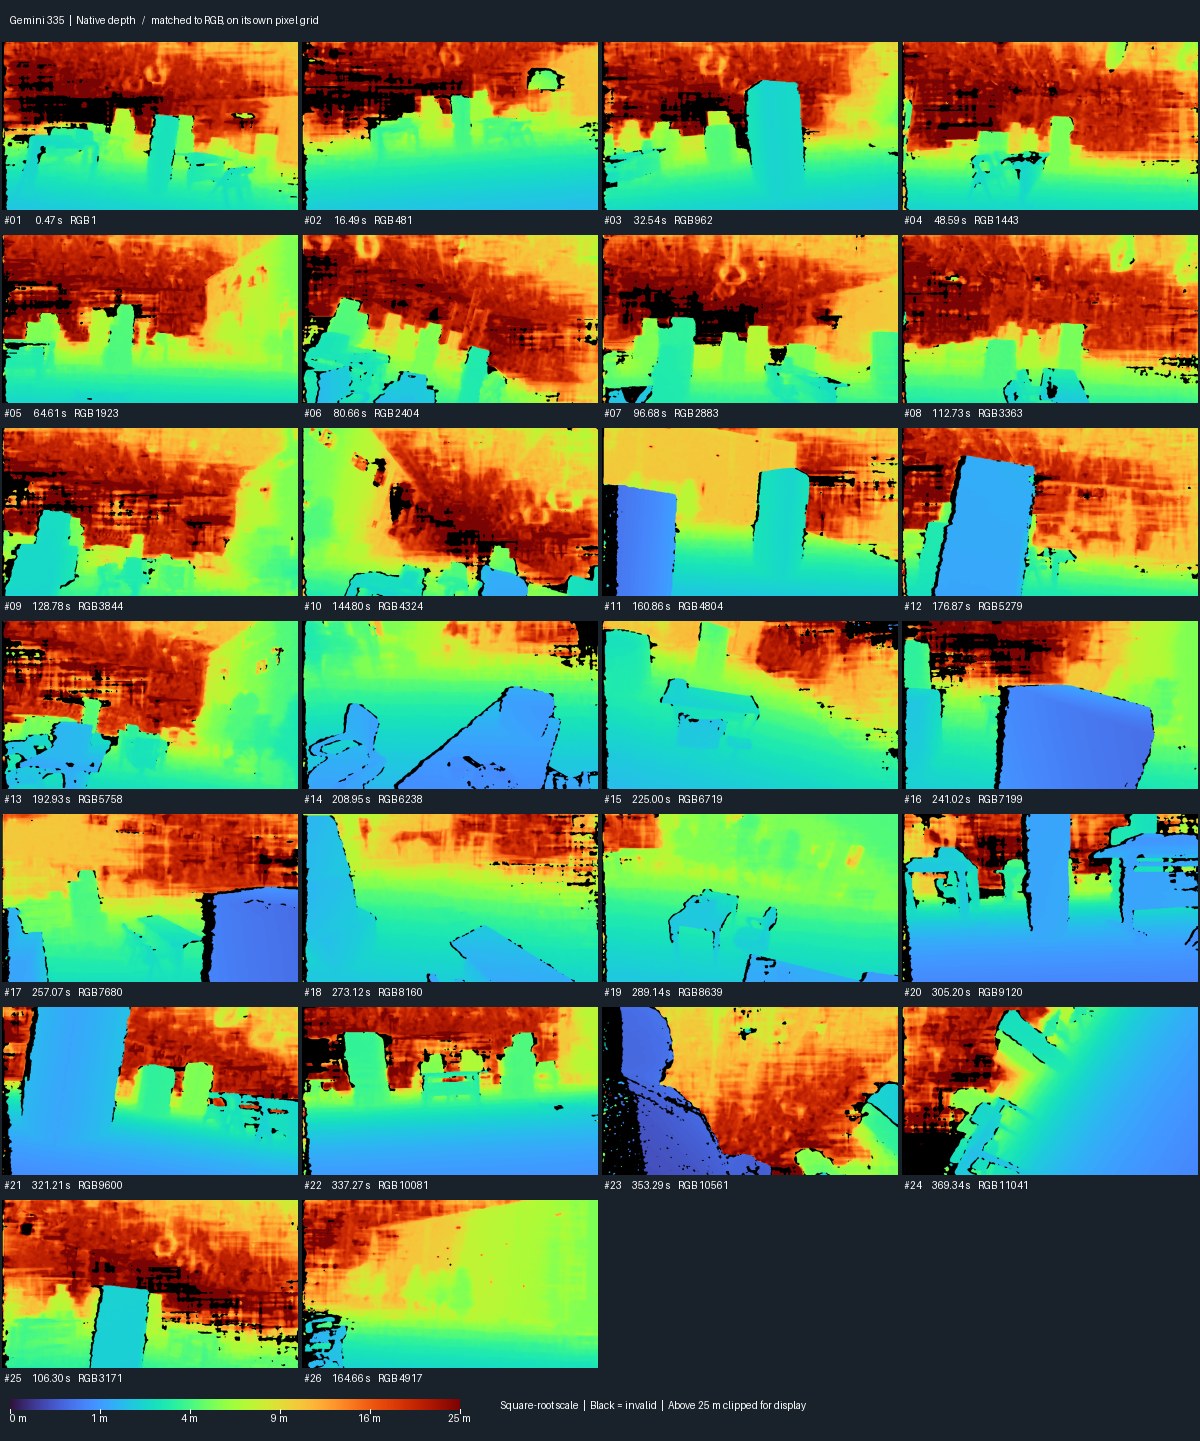 Gemini 335 | Native depth / matched to RGB, on its own pixel grid
#01 0.47 s RGB 1
#02 16.49 s RGB 481
#03 32.54 s RGB 962
#04 48.59 s RGB 1443
#05 64.61 s RGB 1923
#06 80.66 s RGB 2404
#07 96.68 s RGB 2883
#08 112.73 s RGB 3363
#09 128.78 s RGB 3844
#10 144.80 s RGB 4324
#11 160.86 s RGB 4804
#12 176.87 s RGB 5279
#13 192.93 s RGB 5758
#14 208.95 s RGB 6238
#15 225.00 s RGB 6719
#16 241.02 s RGB 7199
#17 257.07 s RGB 7680
#18 273.12 s RGB 8160
#19 289.14 s RGB 8639
#20 305.20 s RGB 9120
#21 321.21 s RGB 9600
#22 337.27 s RGB 10081
#23 353.29 s RGB 10561
#24 369.34 s RGB 11041
#25 106.30 s RGB 3171
#26 164.66 s RGB 4917
0 m 1 m 4 m 9 m 16 m 25 m
Square-root scale | Black = invalid | Above 25 m clipped for display